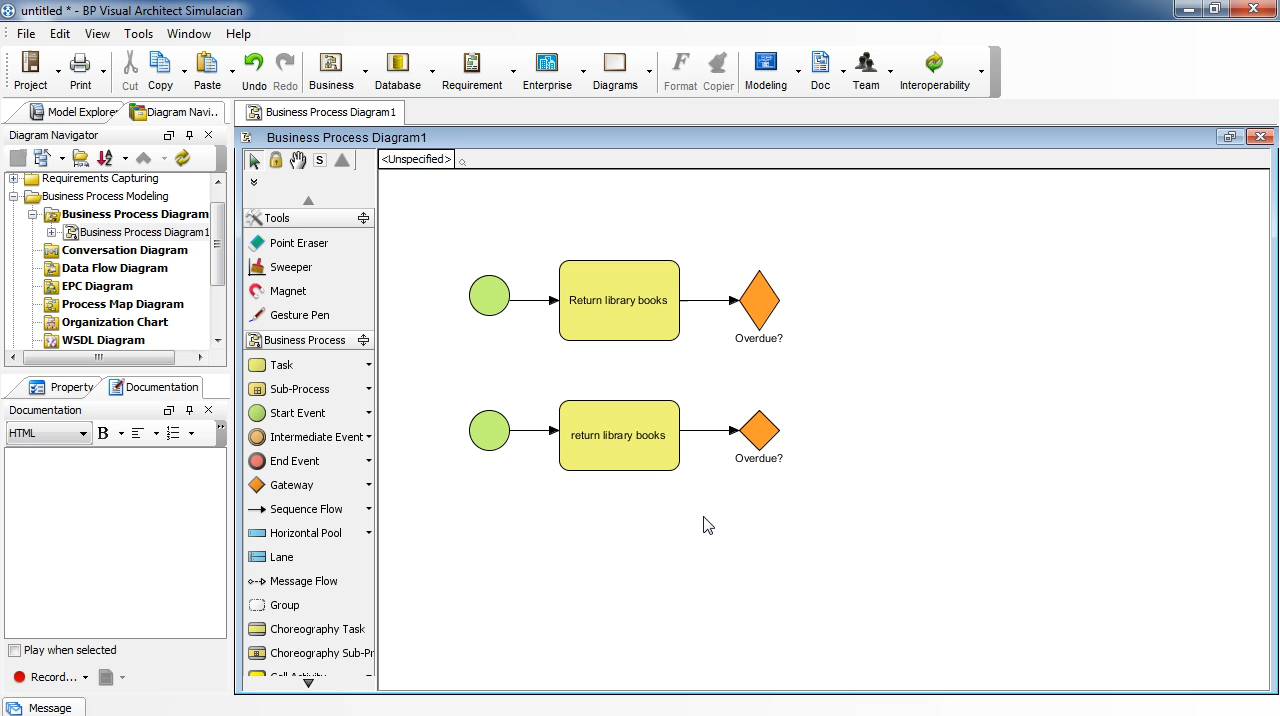 untitled * - BP Visual Architect Simulacian
File Edit View Tools Window Help
Project Print Cut Copy Paste Undo Redo Business Database Requirement Enterprise Diagrams Format Copier Modeling Doc Team Interoperability
Model Explorer Diagram Navi... Business Process Diagram1
Diagram Navigator
Business Process Diagram1
<Unspecified>
Requirements Capturing
Business Process Modeling
Business Process Diagram
Business Process Diagram1
Conversation Diagram
Data Flow Diagram
EPC Diagram
Process Map Diagram
Organization Chart
WSDL Diagram
Property Documentation
Documentation
HTML B
Play when selected
Record...
Message
S
Tools
Point Eraser
Sweeper
Magnet
Gesture Pen
Business Process
Task
Sub-Process
Start Event
Intermediate Event
End Event
Gateway
Sequence Flow
Horizontal Pool
Lane
Message Flow
Group
Choreography Task
Choreography Sub-Pr
Return library books
Overdue?
return library books
Overdue?